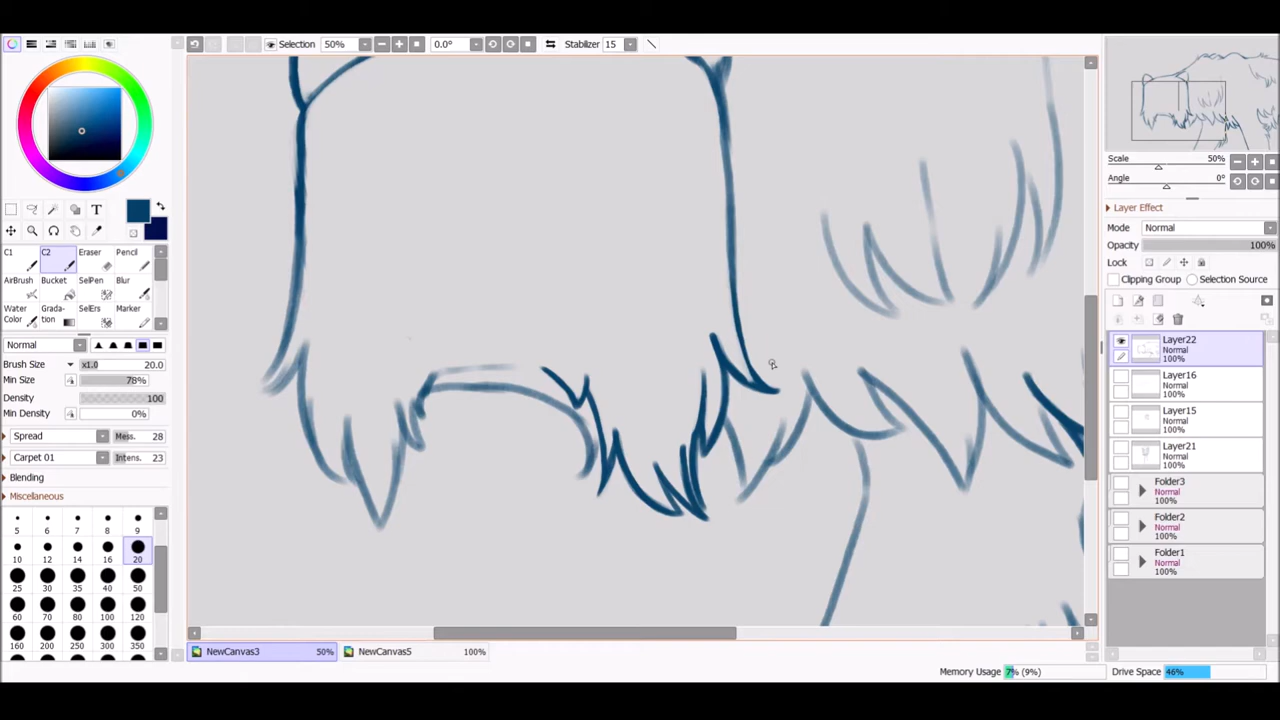 Selection 50% 0.0° Stabilizer 15
T
C1 C2 Eraser Pencil
AirBrush Bucket SelPen Blur
Water Color Grada- tion SelErs Marker
Normal
Brush Size x1.0 20.0
Min Size 78%
Density 100
Min Density 0%
Spread Mess. 28
Carpet 01 Intens. 23
Blending
Miscellaneous
5 6 7 8 9
10 12 14 16 20
25 30 35 40 50
60 70 80 100 120
160 200 250 300 350
NewCanvas3 50% NewCanvas5 100%
Memory Usage 7% (9%) Drive Space 46%
Scale 50%
Angle 0°
Layer Effect
Mode Normal
Opacity 100%
Lock
Clipping Group Selection Source
Layer22
Normal
100%
Layer16
Normal
100%
Layer15
Normal
100%
Layer21
Normal
100%
Folder3
Normal
100%
Folder2
Normal
100%
Folder1
Normal
100%